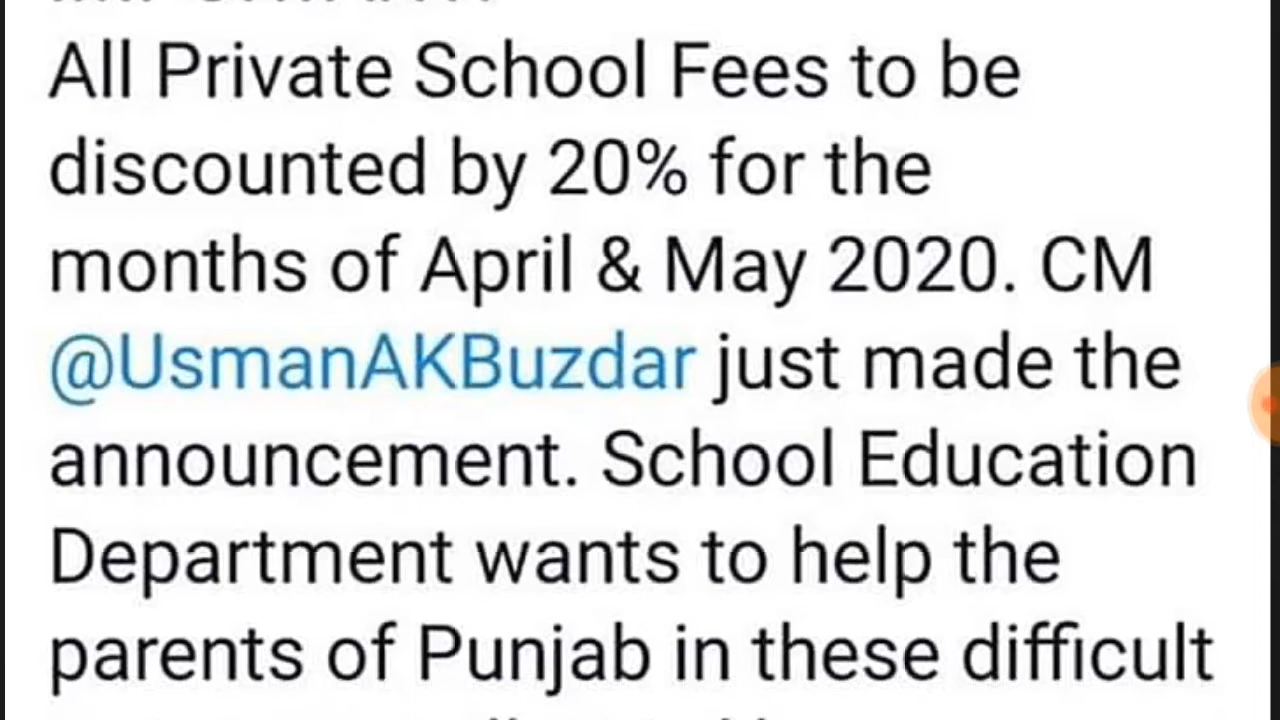 All Private School Fees to be
discounted by 20% for the
months of April & May 2020. CM
@UsmanAKBuzdar just made the
announcement. School Education
Department wants to help the
parents of Punjab in these difficult